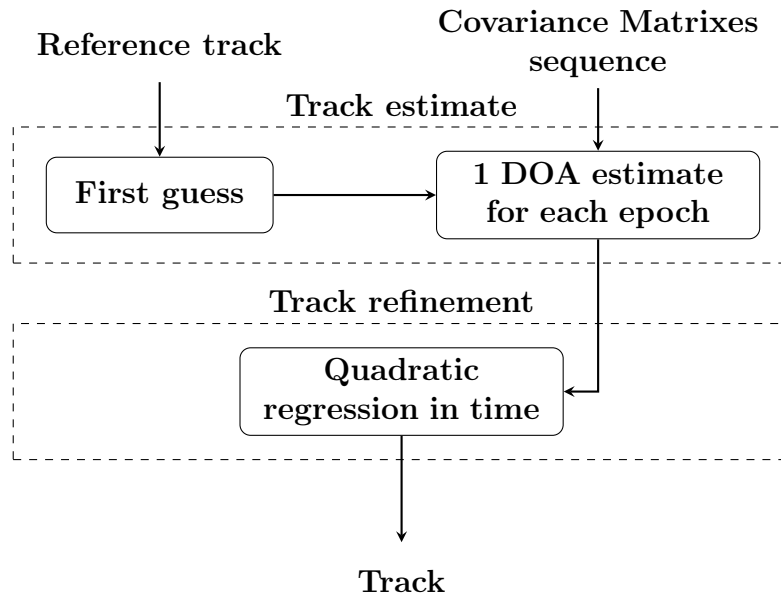 Reference track
Covariance Matrixes
sequence
Track estimate
First guess
1 DOA estimate
for each epoch
Track refinement
Quadratic
regression in time
Track